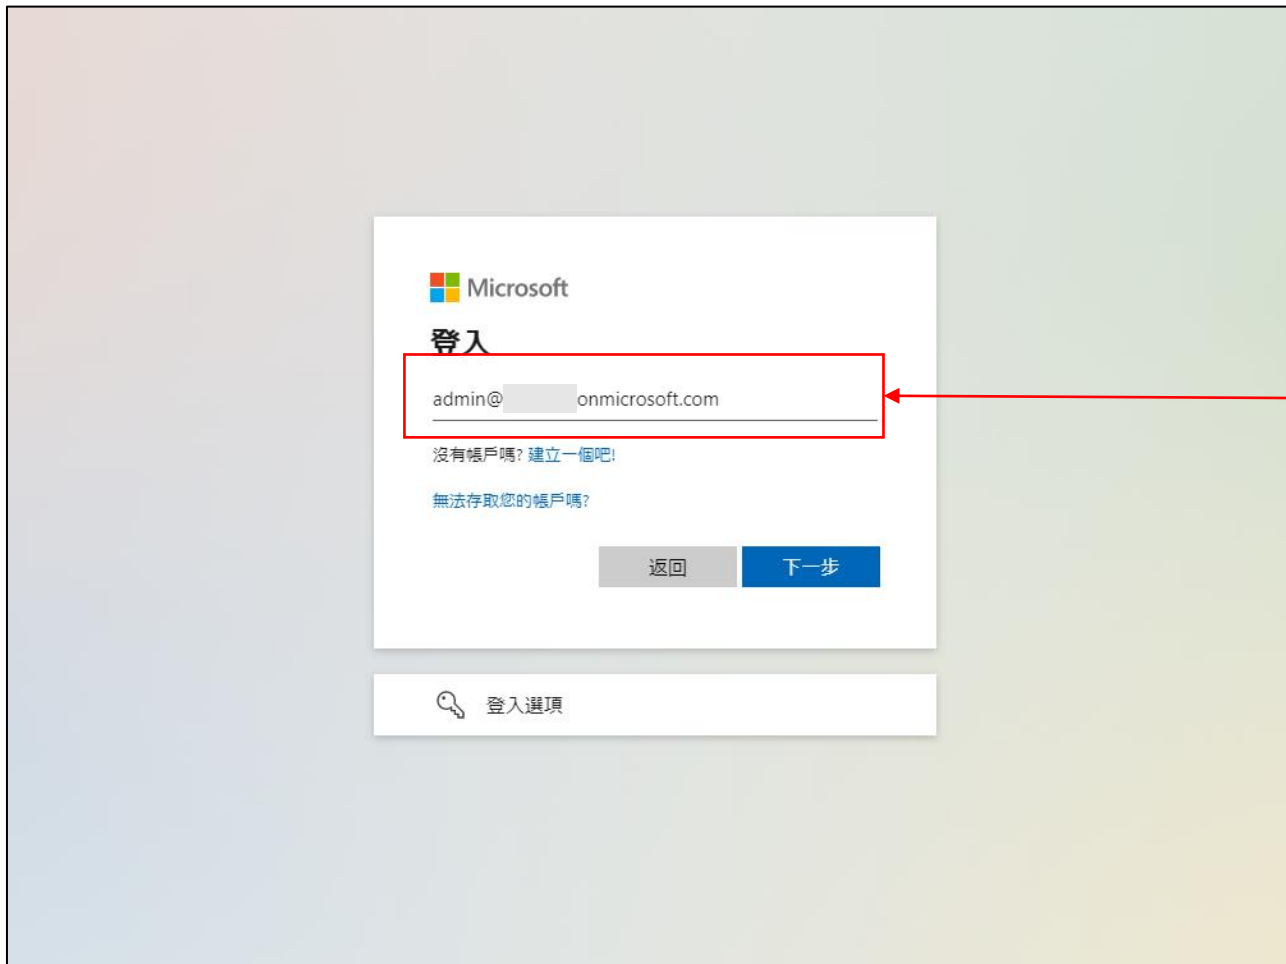 Microsoft
登入
admin@ onmicrosoft.com
沒有帳戶嗎? 建立一個吧!
無法存取您的帳戶嗎?
返回 下一步
登入選項